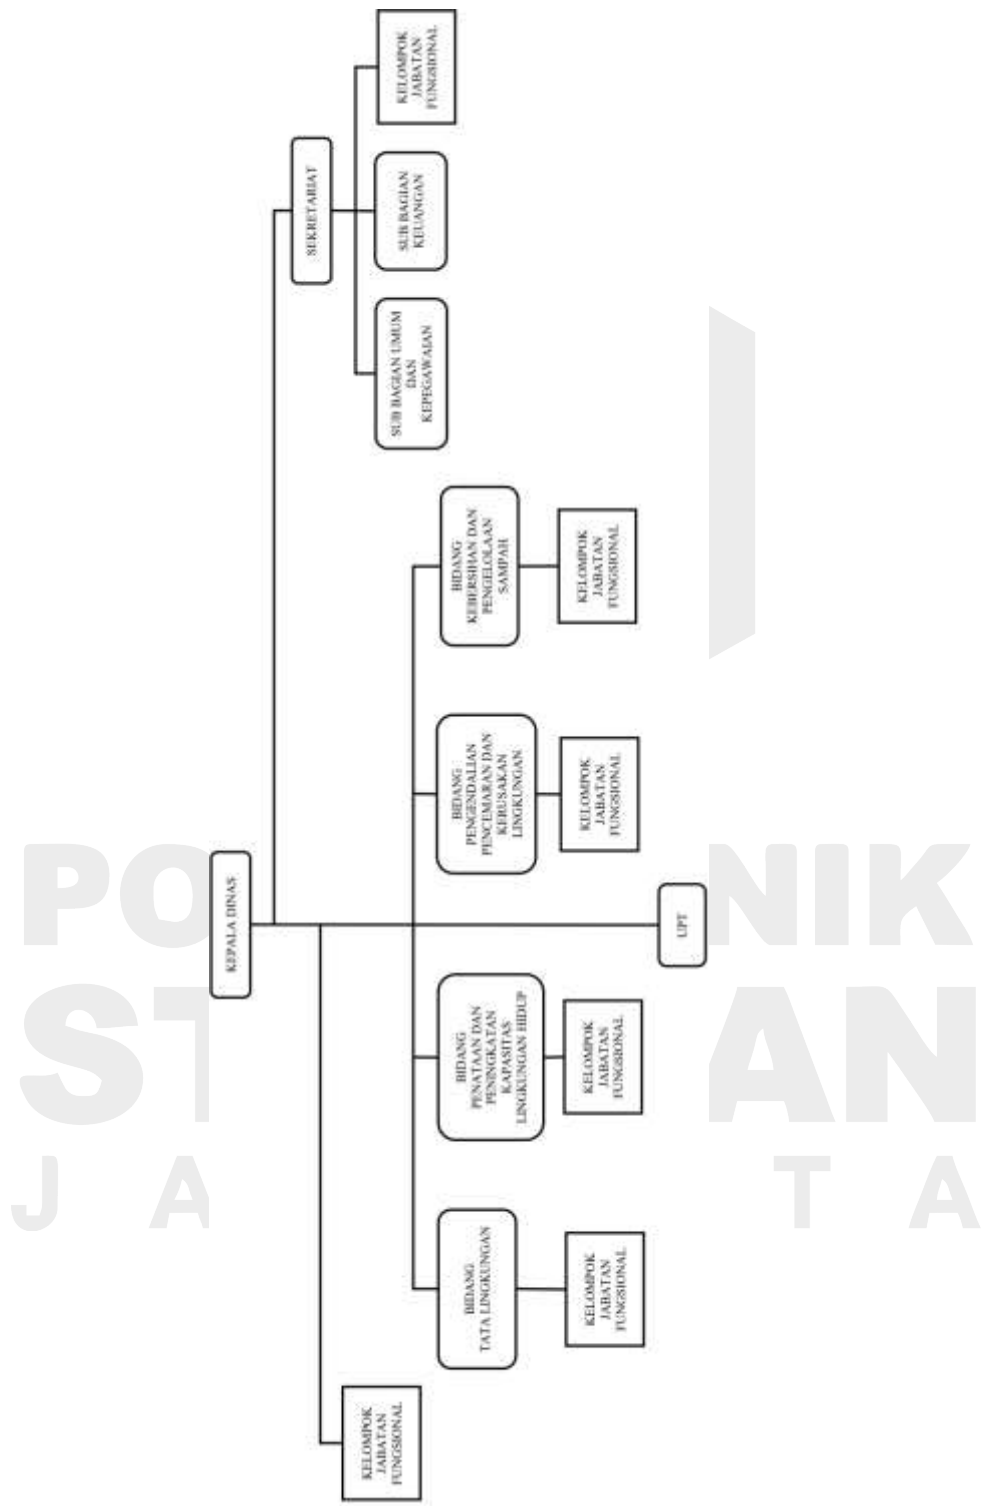 KEPALA DINAS
SEKRETARIAT
SUB BAGIAN UMUM
DAN
KEPEGAWAIAN
SUB BAGIAN
KEUANGAN
KELOMPOK
JABATAN
FUNGSIONAL
KELOMPOK
JABATAN
FUNGSIONAL
BIDANG
TATA LINGKUNGAN
BIDANG
PENATAAN DAN
PENINGKATAN
KAPASITAS
LINGKUNGAN HIDUP
BIDANG
PENGENDALIAN
PENCEMARAN DAN
KERUSAKAN
LINGKUNGAN
BIDANG
KEBERSIHAN DAN
PENGELOLAAN
SAMPAH
KELOMPOK
JABATAN
FUNGSIONAL
KELOMPOK
JABATAN
FUNGSIONAL
KELOMPOK
JABATAN
FUNGSIONAL
KELOMPOK
JABATAN
FUNGSIONAL
UPT